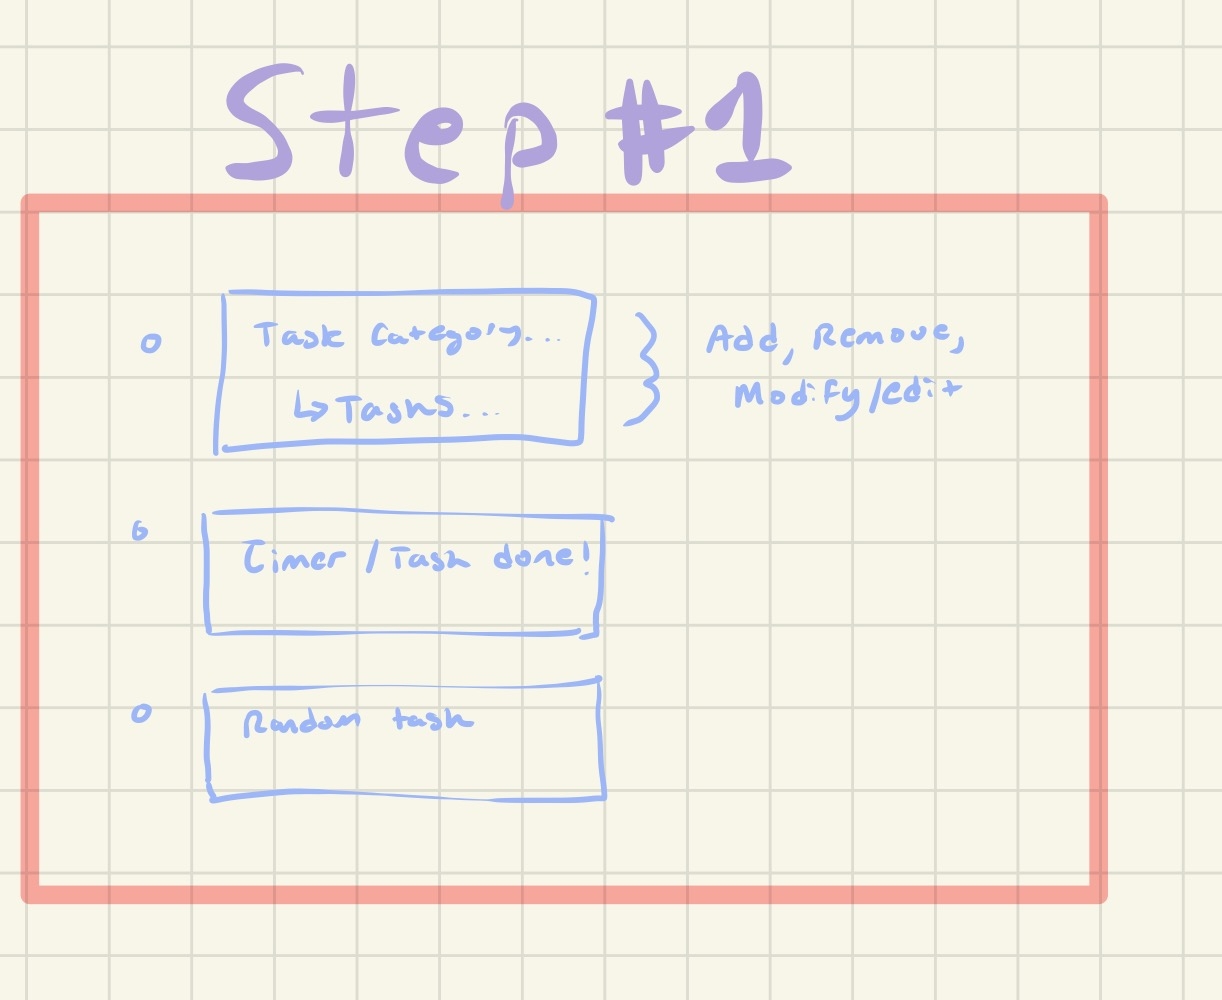 Step #1
Task Category...
↳ Tasks...
Add, Remove,
Modify/edit
Timer / Task done!
Random task